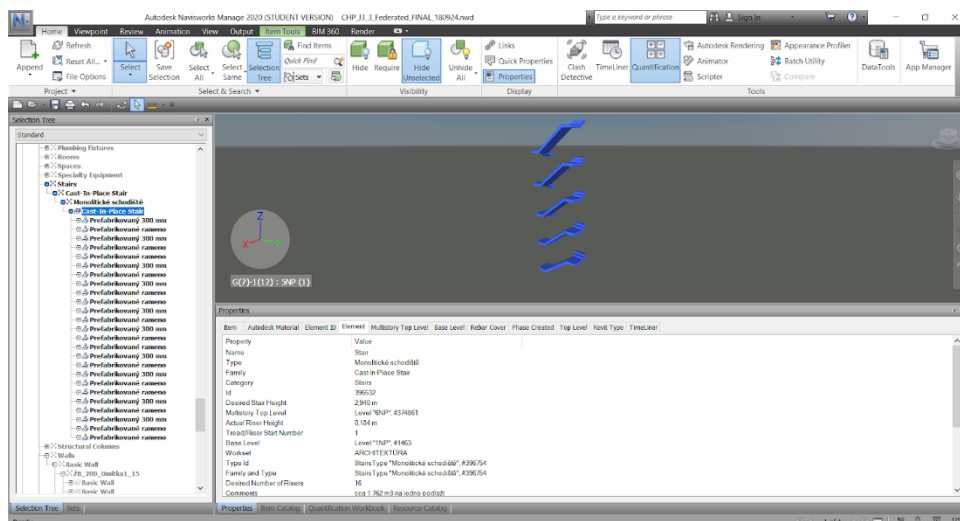 Autodesk Navisworks Manage 2020 (STUDENT VERSION) CHP_J3_3_Federated_FINAL_180924.nwd
Type a keyword or phrase
Sign In
Home Viewpoint Review Animation View Output Item Tools BIM 360 Render
Append
Refresh
Reset All...
File Options
Project
Select
Save Selection
Select All
Select Same
Selection Tree
Find Items
Quick Find
Sets
Select & Search
Hide
Require
Hide Unselected
Unhide All
Visibility
Links
Quick Properties
Properties
Display
Clash Detective
TimeLiner
Quantification
Autodesk Rendering
Animator
Scripter
Appearance Profiler
Batch Utility
Compare
Tools
DataTools
App Manager
Selection Tree
Standard
Plumbing Fixtures
Rooms
Spaces
Specialty Equipment
Stairs
Cast-In-Place Stair
Monolitické schodiště
Cast-In-Place Stair
Prefabrikovaný 300 mm
Prefabrikované rameno
Prefabrikovaný 300 mm
Prefabrikované rameno
Prefabrikovaný 300 mm
Prefabrikované rameno
Prefabrikovaný 300 mm
Prefabrikované rameno
Prefabrikovaný 300 mm
Prefabrikované rameno
Prefabrikovaný 300 mm
Prefabrikované rameno
Prefabrikované rameno
Prefabrikované rameno
Prefabrikované rameno
Prefabrikovaný 300 mm
Prefabrikované rameno
Prefabrikovaný 300 mm
Prefabrikované rameno
Prefabrikované rameno
Prefabrikovaný 300 mm
Prefabrikovaný 300 mm
Prefabrikované rameno
Prefabrikovaný 300 mm
Prefabrikované rameno
Structural Columns
Walls
Basic Wall
ŽB_200_Omítka1_15
Basic Wall
Basic Wall
Selection Tree Sets
Z
X
Y
G(7)-1(12) : 5NP (1)
Properties
Item Autodesk Material Element ID Element Multistory Top Level Base Level Rebar Cover Phase Created Top Level Revit Type TimeLiner
Property Value
Name Stair
Type Monolitické schodiště
Family Cast-In-Place Stair
Category Stairs
Id 396532
Desired Stair Height 2,940 m
Multistory Top Level Level "6NP", #374861
Actual Riser Height 0,184 m
Tread/Riser Start Number 1
Base Level Level "1NP", #1463
Workset ARCHITEKTÚRA
Type Id StairsType "Monolitické schodiště", #396754
Family and Type StairsType "Monolitické schodiště", #396754
Desired Number of Risers 16
Comments cca 1,762 m3 na jedno podlaží
Properties Item Catalog Quantification Workbook Resource Catalog